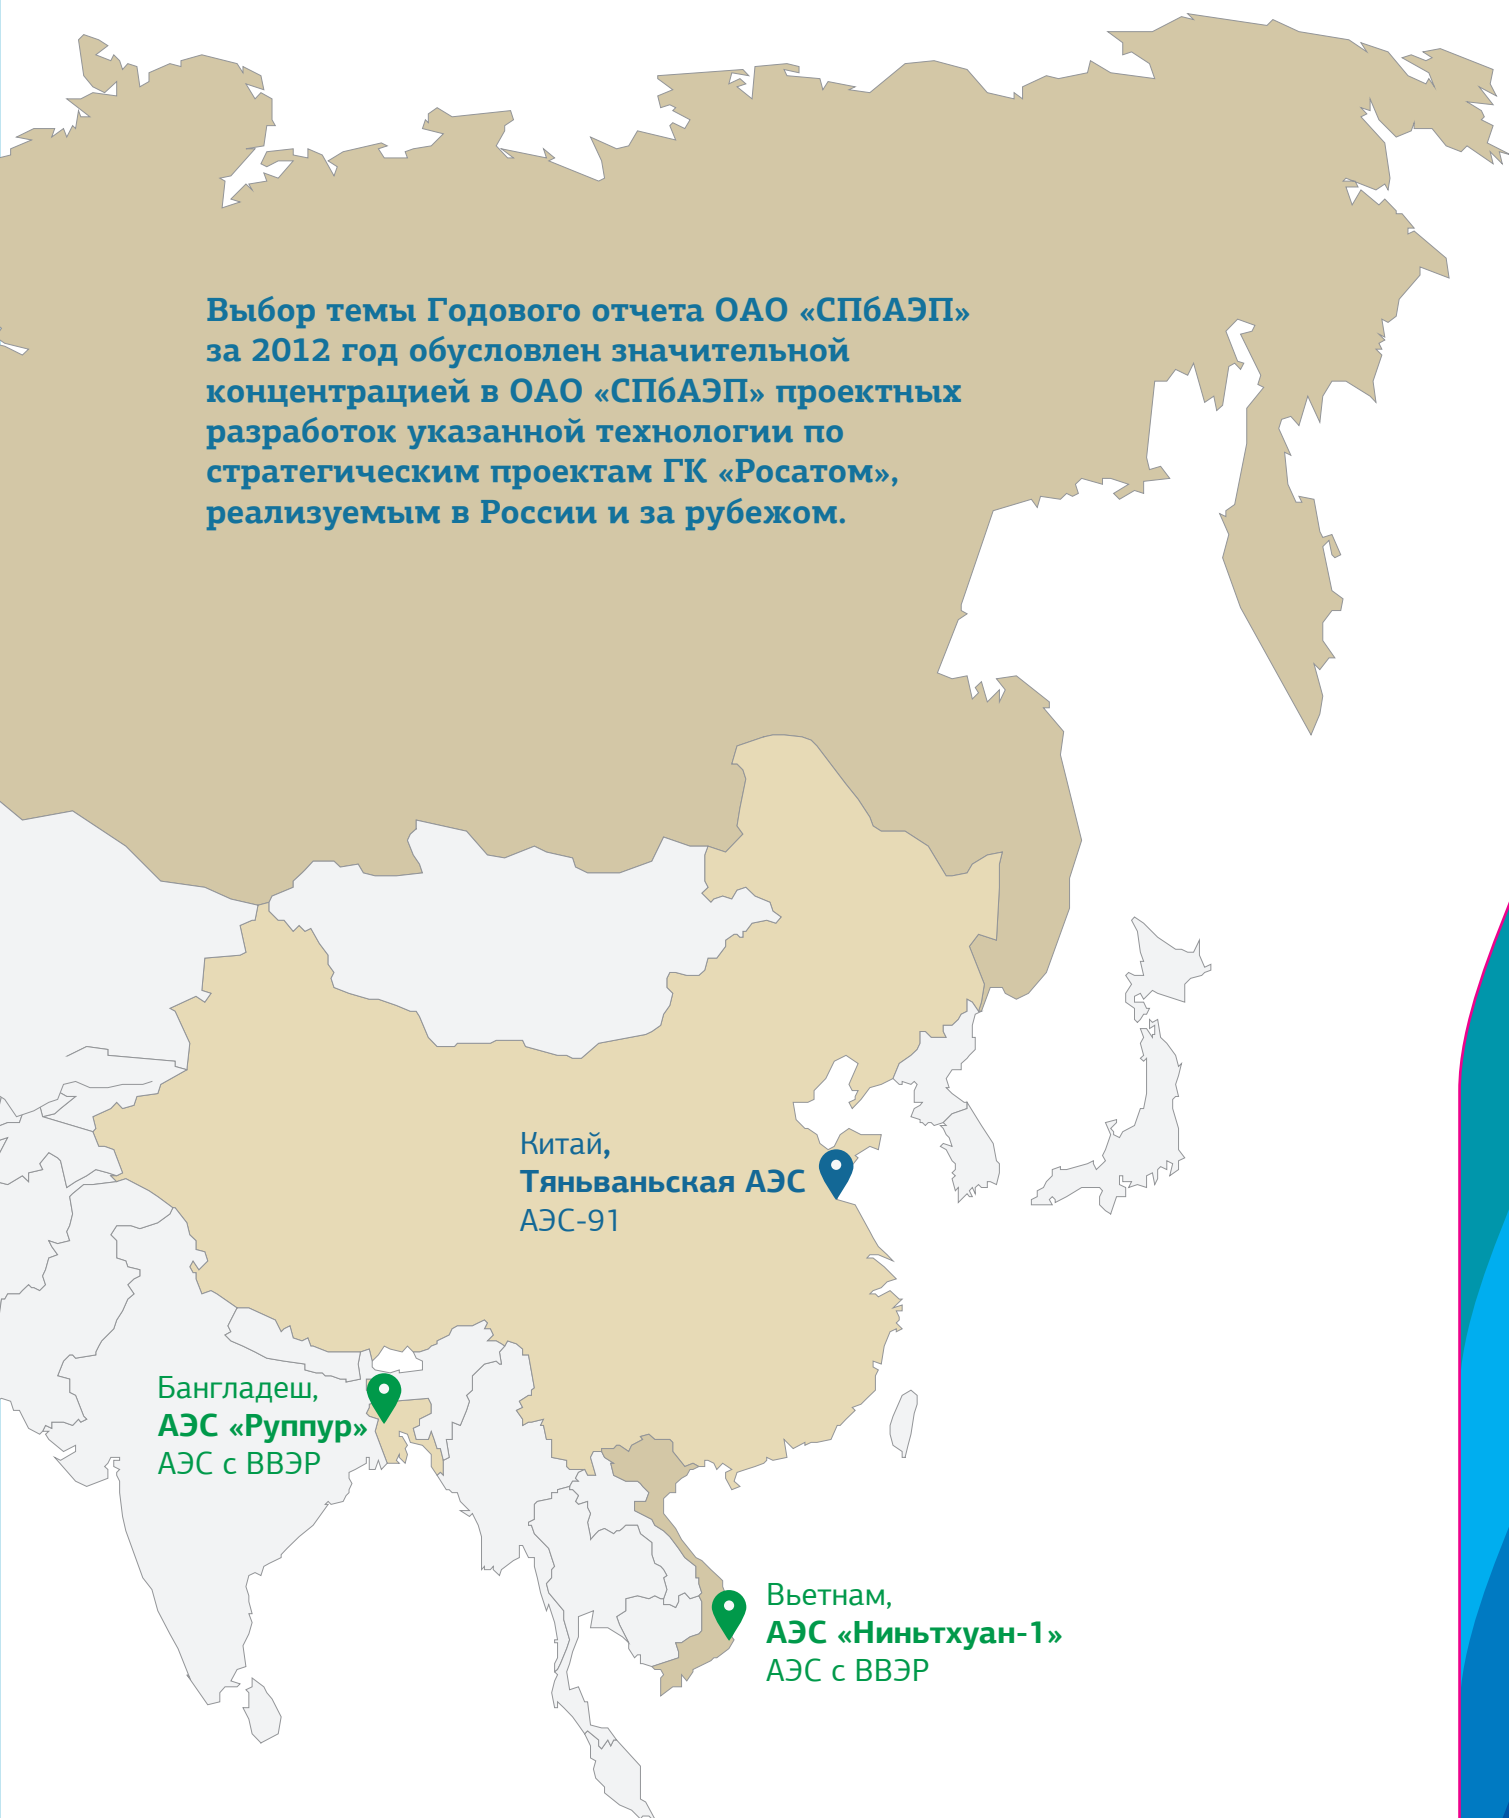 Выбор темы Годового отчета ОАО «СПбАЭП»
за 2012 год обусловлен значительной
концентрацией в ОАО «СПбАЭП» проектных
разработок указанной технологии по
стратегическим проектам ГК «Росатом»,
реализуемым в России и за рубежом.
Китай,
Тяньваньская АЭС
АЭС-91
Бангладеш,
АЭС «Руппур»
АЭС с ВВЭР
Вьетнам,
АЭС «Ниньтхуан-1»
АЭС с ВВЭР